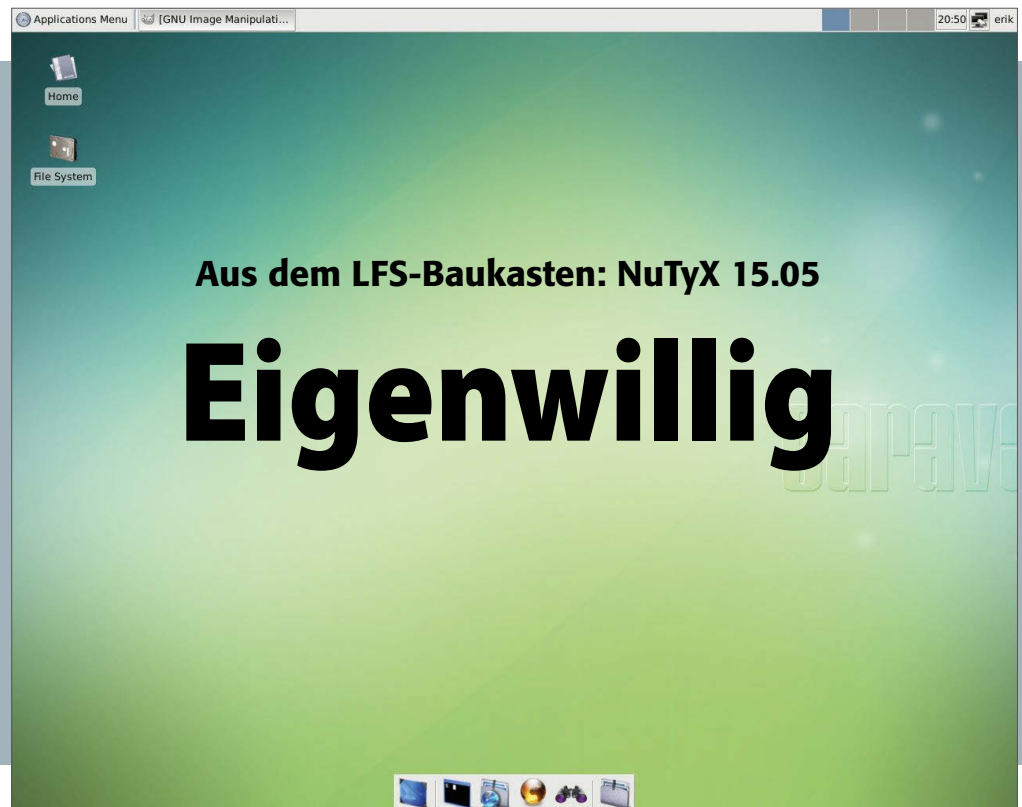 Applications Menu [GNU Image Manipulati... 20:50 erik
Home
File System
Aus dem LFS-Baukasten: NuTyX 15.05
Eigenwillig